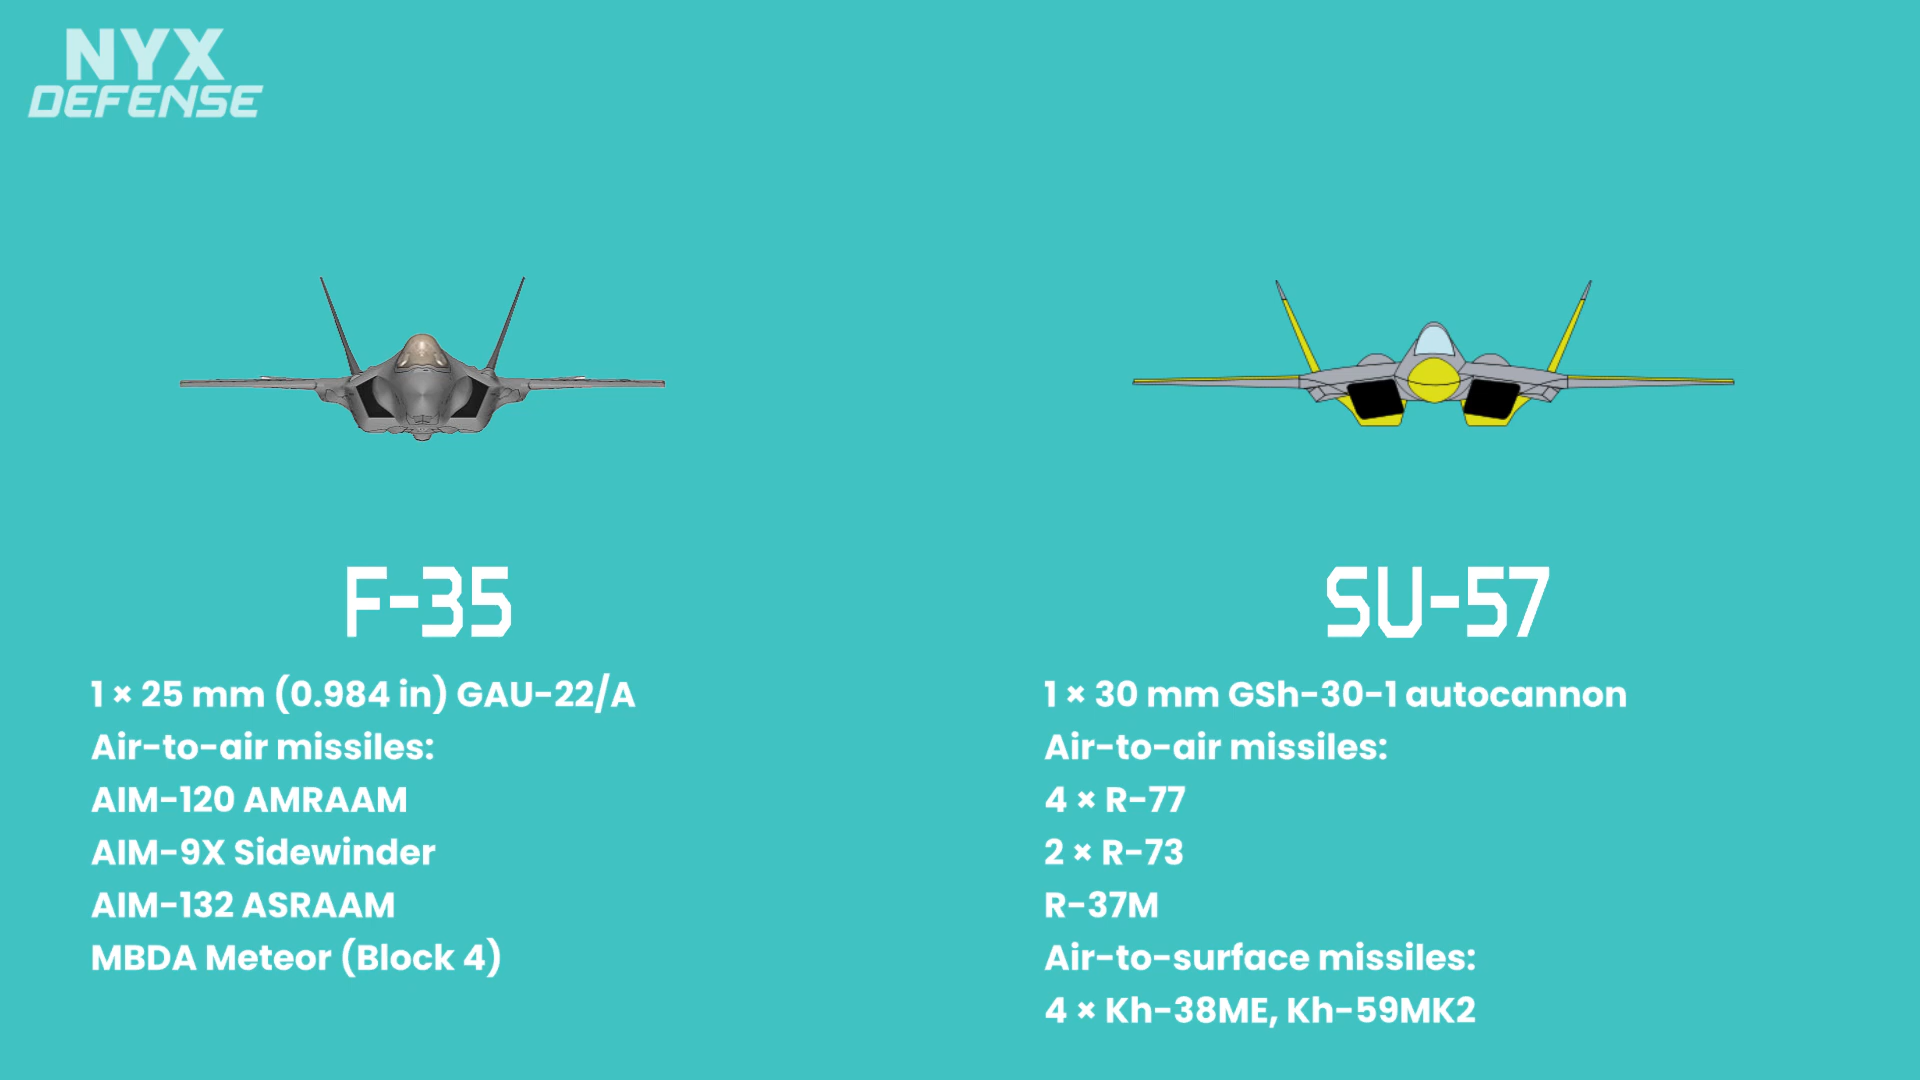 NYX
DEFENSE
F-35
1 × 25 mm (0.984 in) GAU-22/A
Air-to-air missiles:
AIM-120 AMRAAM
AIM-9X Sidewinder
AIM-132 ASRAAM
MBDA Meteor (Block 4)
SU-57
1 × 30 mm GSh-30-1 autocannon
Air-to-air missiles:
4 × R-77
2 × R-73
R-37M
Air-to-surface missiles:
4 × Kh-38ME, Kh-59MK2